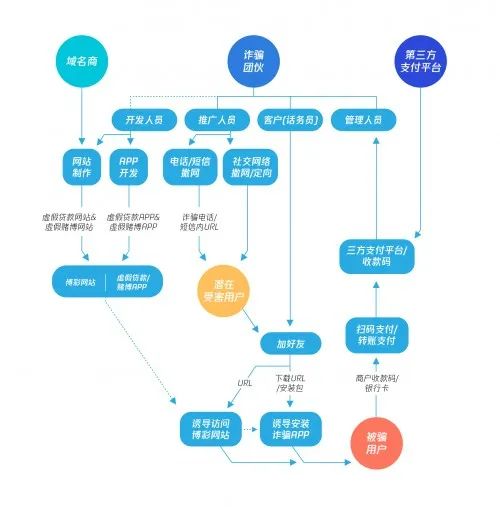 域名商
诈骗
团伙
第三方
支付平台
开发人员
推广人员
客户(话务员)
管理人员
网站
制作
APP
开发
电话/短信
撒网
社交网络
撒网/定向
虚假贷款网站&
虚假赌博网站
虚假贷款APP&
虚假赌博APP
诈骗电话/
短信内URL
三方支付平台/
收款码
博彩网站
虚假贷款/
赌博APP
潜在
受害用户
扫码支付/
转账支付
加好友
URL
下载URL
/安装包
商户收款码/
银行卡
诱导访问
博彩网站
诱导安装
诈骗APP
被骗
用户